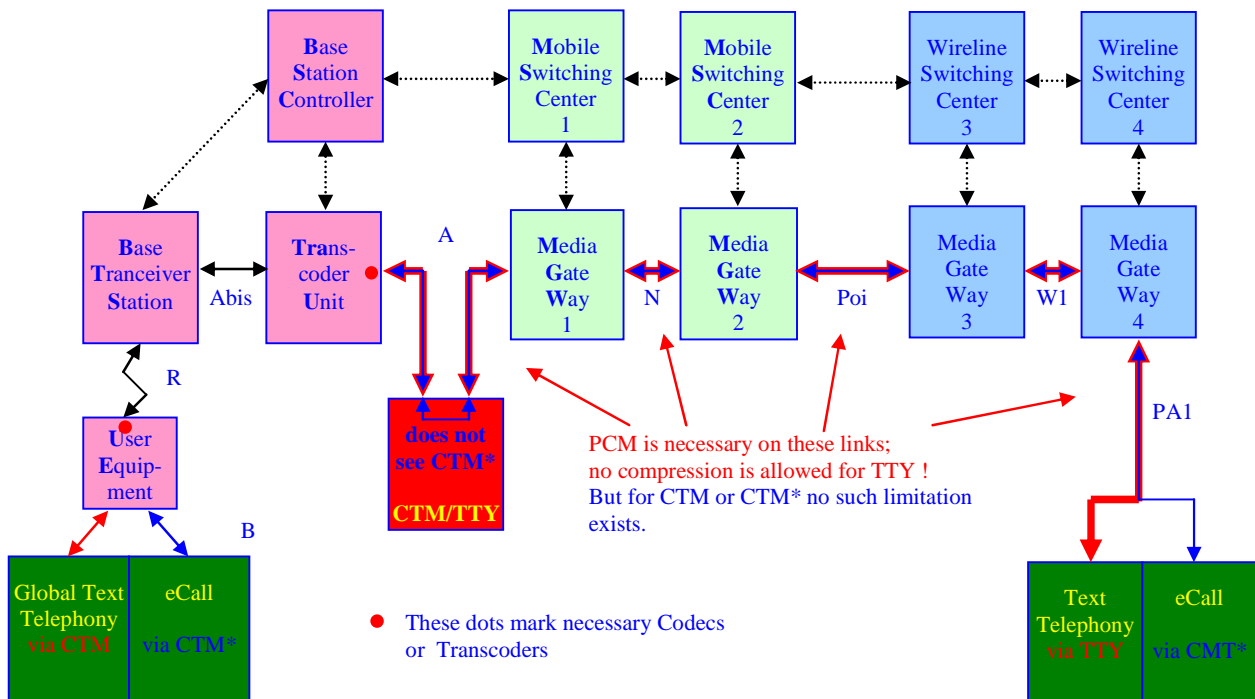 Base
Station
Controller
Mobile
Switching
Center
1
Mobile
Switching
Center
2
Wireline
Switching
Center
3
Wireline
Switching
Center
4
Base
Tranceiver
Station
Abis
Trans-
coder
Unit
A
Media
Gate
Way
1
N
Media
Gate
Way
2
Poi
Media
Gate
Way
3
W1
Media
Gate
Way
4
R
PA1
User
Equip-
ment
does not
see CTM*
CTM/TTY
PCM is necessary on these links;
no compression is allowed for TTY !
But for CTM or CTM* no such limitation
exists.
B
Global Text
Telephony
via CTM
eCall
via CTM*
These dots mark necessary Codecs
or Transcoders
Text
Telephony
via TTY
eCall
via CMT*